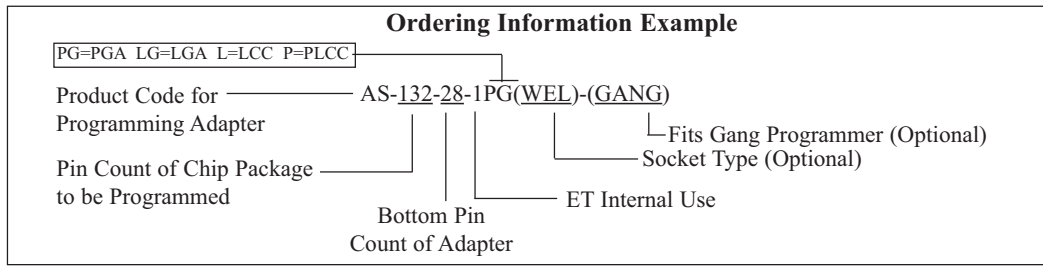 Ordering Information Example
PG=PGA LG=LGA L=LCC P=PLCC
Product Code for
Programming Adapter
AS-132-28-1PG(WEL)-(GANG)
Fits Gang Programmer (Optional)
Socket Type (Optional)
Pin Count of Chip Package
to be Programmed
ET Internal Use
Bottom Pin
Count of Adapter